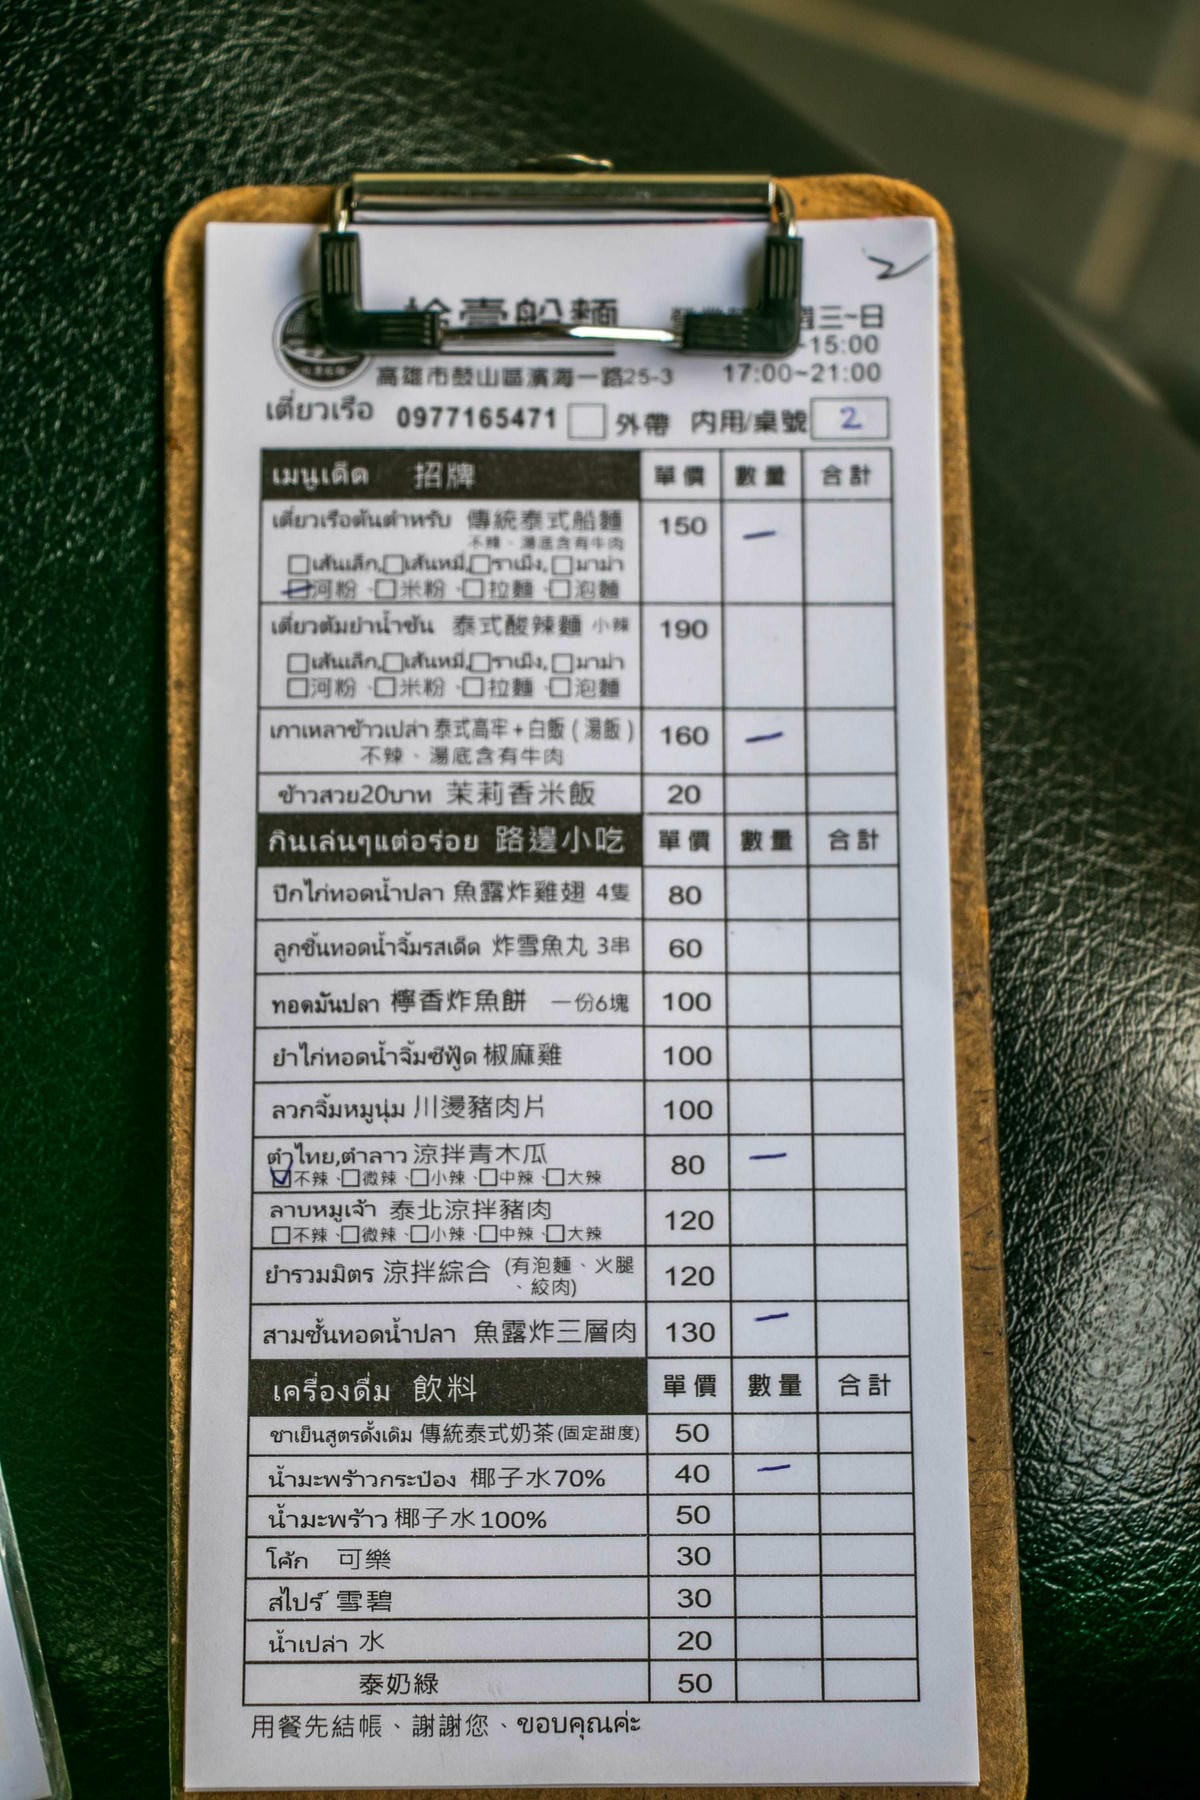 船麵
三~日
15:00
高雄市鼓山區濱海一路25-3 17:00~21:00
เตี๋ยวเรือ 0977165471 □外帶 內用/桌號 2
เมนูเด็ด 招牌 單價 數量 合計
เตี๋ยวเรือต้นตำหรับ 傳統泰式船麵 150 一
不辣、湯底含有牛肉
□เส้นเล็ก,□เส้นหมี่,□ราเม็ง,□มาม่า
□河粉、□米粉、□拉麵、□泡麵
เตี๋ยวต้มยำน้ำข้น 泰式酸辣麵 小辣 190
□เส้นเล็ก,□เส้นหมี่,□ราเม็ง,□มาม่า
□河粉、□米粉、□拉麵、□泡麵
เกาเหลาข้าวเปล่า 泰式高牢+白飯(湯飯) 160 一
不辣、湯底含有牛肉
ข้าวสวย20บาท 茉莉香米飯 20
กินเล่นๆแต่อร่อย 路邊小吃 單價 數量 合計
ปีกไก่ทอดน้ำปลา 魚露炸雞翅 4隻 80
ลูกชิ้นทอดน้ำจิ้มรสเด็ด 炸雪魚丸 3串 60
ทอดมันปลา 檸香炸魚餅 一份6塊 100
ยำไก่ทอดน้ำจิ้มซีฟู้ด 椒麻雞 100
ลวกจิ้มหมูนุ่ม 川燙豬肉片 100
ตำไทย,ตำลาว 涼拌青木瓜 80 一
☑不辣、□微辣、□小辣、□中辣、□大辣
ลาบหมูเจ้า 泰北涼拌豬肉 120
□不辣、□微辣、□小辣、□中辣、□大辣
ยำรวมมิตร 涼拌綜合 (有泡麵、火腿 120
、絞肉)
สามชั้นทอดน้ำปลา 魚露炸三層肉 130 一
เครื่องดื่ม 飲料 單價 數量 合計
ชาเย็นสูตรดั้งเดิม 傳統泰式奶茶(固定甜度) 50
น้ำมะพร้าวกระป๋อง 椰子水70% 40 一
น้ำมะพร้าว 椰子水100% 50
โค้ก 可樂 30
สไปร์ 雪碧 30
น้ำเปล่า 水 20
泰奶綠 50
用餐先結帳、謝謝您、ขอบคุณค่ะ